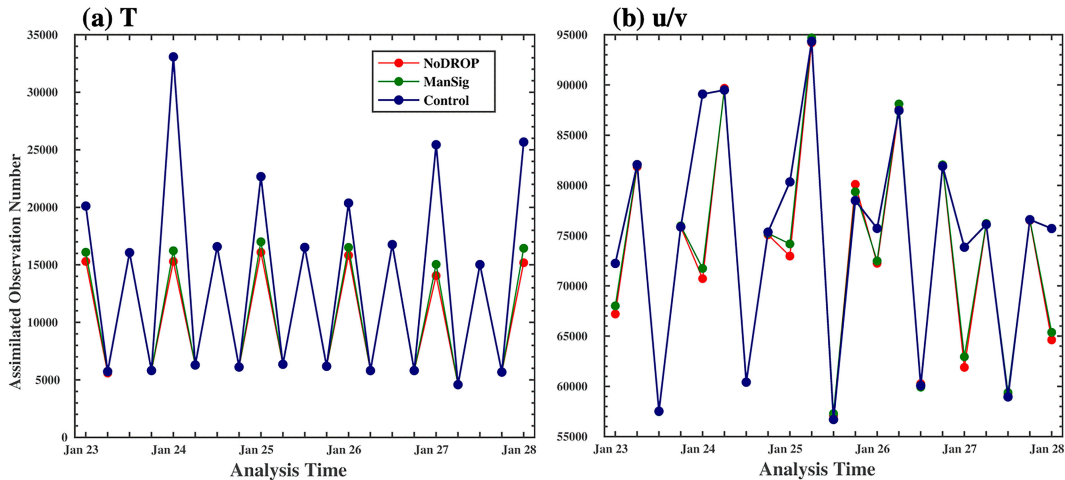 (a) T
(b) u/v
Assimilated Observation Number
35000
30000
25000
20000
15000
10000
5000
0
NoDROP
ManSig
Control
Jan 23
Jan 24
Jan 25
Jan 26
Jan 27
Jan 28
Analysis Time
95000
90000
85000
80000
75000
70000
65000
60000
55000
Jan 23
Jan 24
Jan 25
Jan 26
Jan 27
Jan 28
Analysis Time